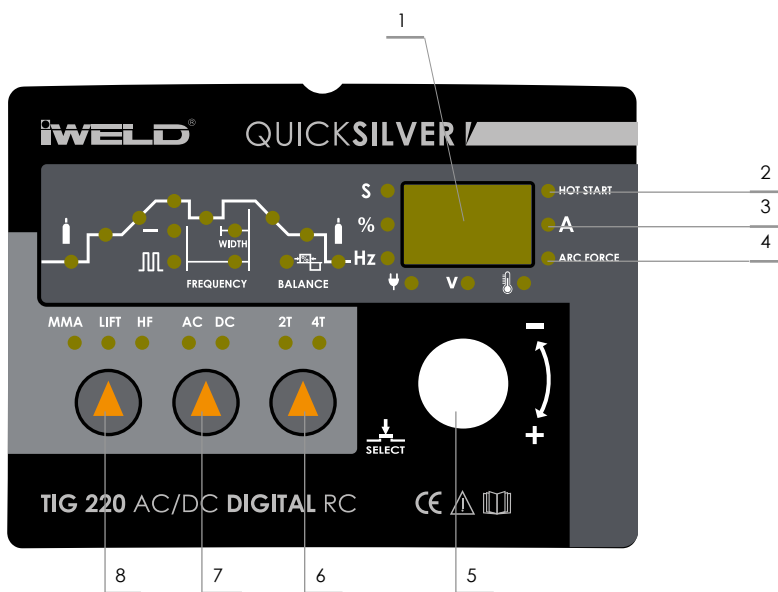 1
iWELD®
QUICKSILVER
S
HOT START
2
%
A
3
WIDTH
Hz
ARC FORCE
4
FREQUENCY
BALANCE
V
MMA LIFT HF
AC DC
2T 4T
−
+
SELECT
TIG 220 AC/DC DIGITAL RC
CE
8
7
6
5